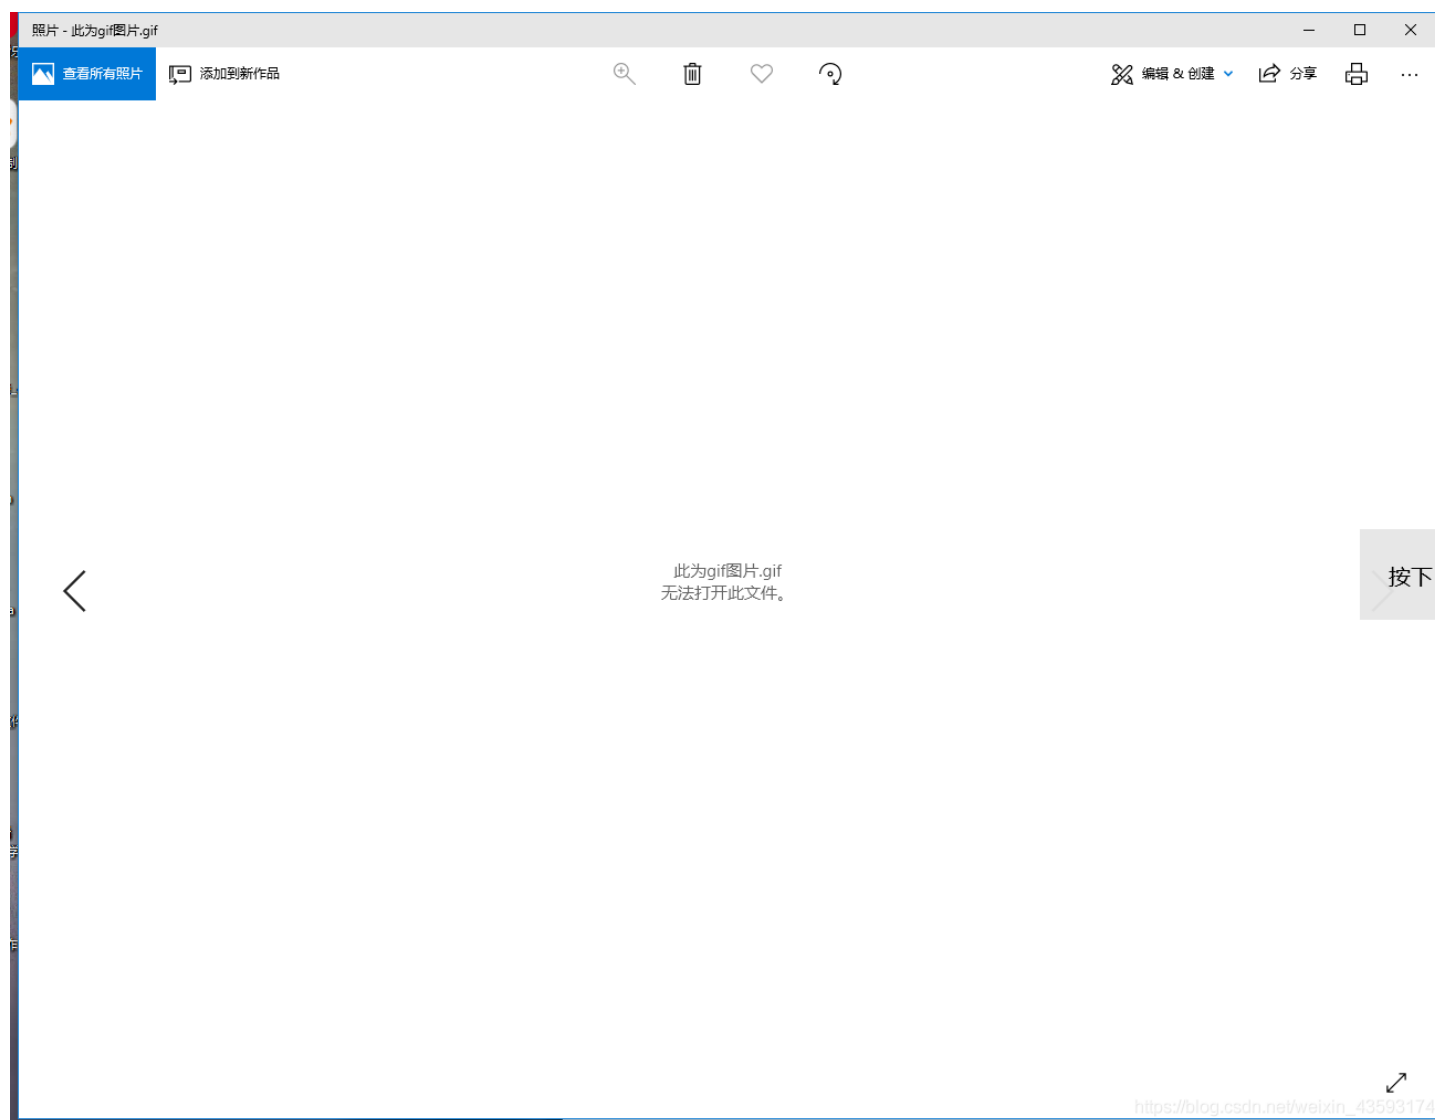 照片 - 此为gif图片.gif
查看所有照片
添加到新作品
编辑 & 创建
分享
此为gif图片.gif
无法打开此文件。
按下
https://blog.csdn.net/weixin_43593174